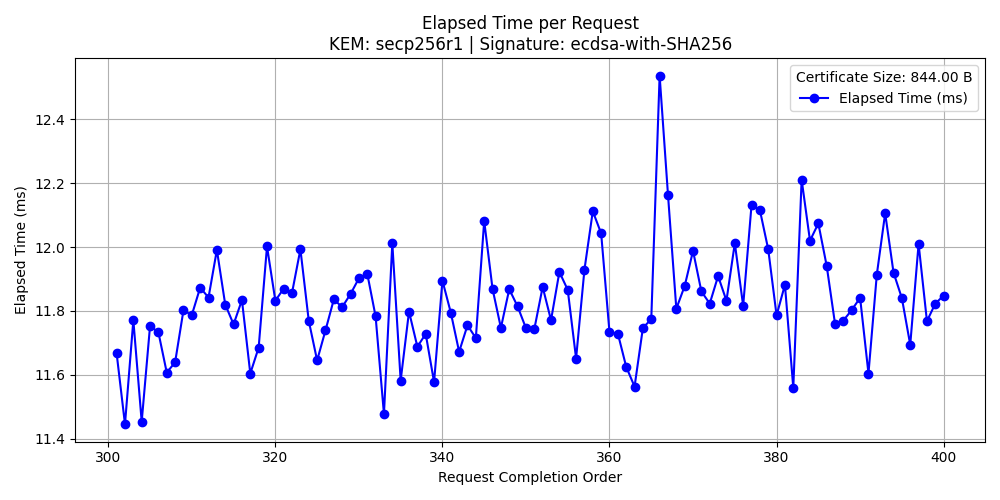 Elapsed Time per Request
KEM: secp256r1 | Signature: ecdsa-with-SHA256
Certificate Size: 844.00 B
Elapsed Time (ms)
12.4
12.2
12.0
11.8
11.6
11.4
Elapsed Time (ms)
300 320 340 360 380 400
Request Completion Order